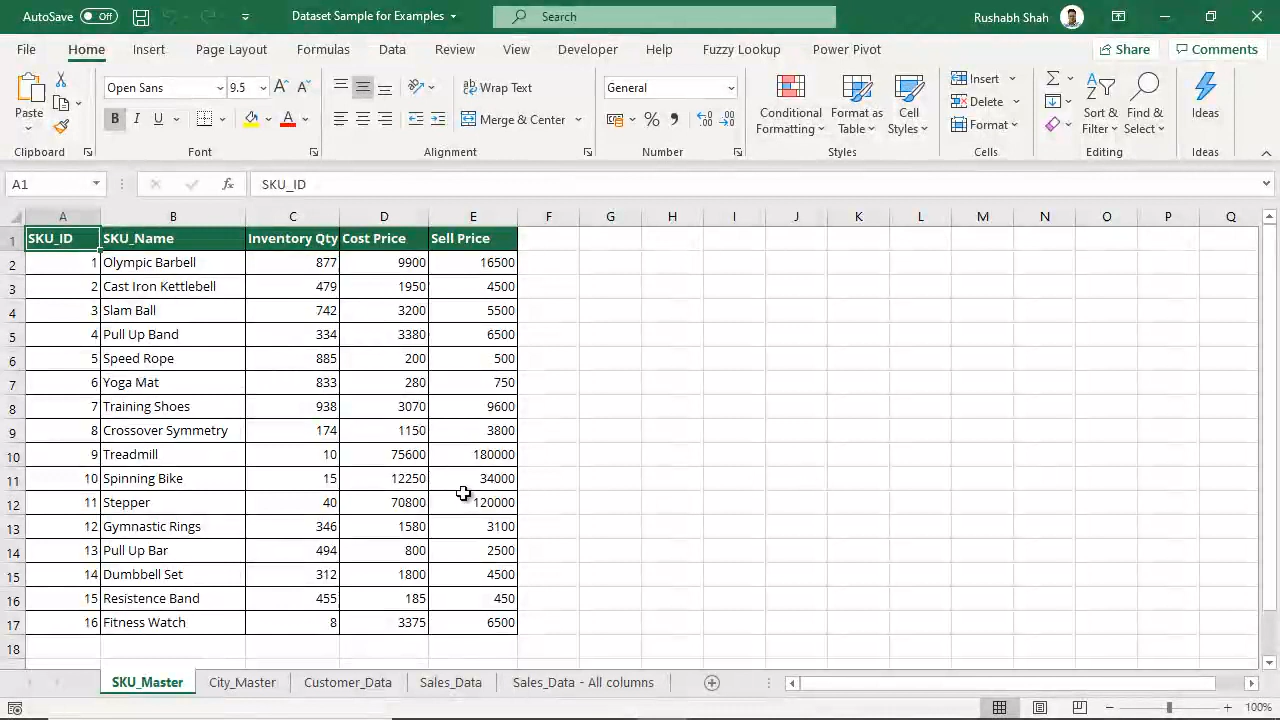 AutoSave Off Dataset Sample for Examples Search Rushabh Shah
File Home Insert Page Layout Formulas Data Review View Developer Help Fuzzy Lookup Power Pivot Share Comments
Paste
Open Sans 9.5
B I U A
Wrap Text
Merge & Center
General
%
Conditional Formatting
Format as Table
Cell Styles
Insert
Delete
Format
Sort & Filter
Find & Select
Ideas
Clipboard Font Alignment Number Styles Cells Editing Ideas
A1 fx SKU_ID
A B C D E F G H I J K L M N O P Q
1 SKU_ID SKU_Name Inventory Qty Cost Price Sell Price
2 1 Olympic Barbell 877 9900 16500
3 2 Cast Iron Kettlebell 479 1950 4500
4 3 Slam Ball 742 3200 5500
5 4 Pull Up Band 334 3380 6500
6 5 Speed Rope 885 200 500
7 6 Yoga Mat 833 280 750
8 7 Training Shoes 938 3070 9600
9 8 Crossover Symmetry 174 1150 3800
10 9 Treadmill 10 75600 180000
11 10 Spinning Bike 15 12250 34000
12 11 Stepper 40 70800 120000
13 12 Gymnastic Rings 346 1580 3100
14 13 Pull Up Bar 494 800 2500
15 14 Dumbbell Set 312 1800 4500
16 15 Resistence Band 455 185 450
17 16 Fitness Watch 8 3375 6500
18
SKU_Master City_Master Customer_Data Sales_Data Sales_Data - All columns
100%